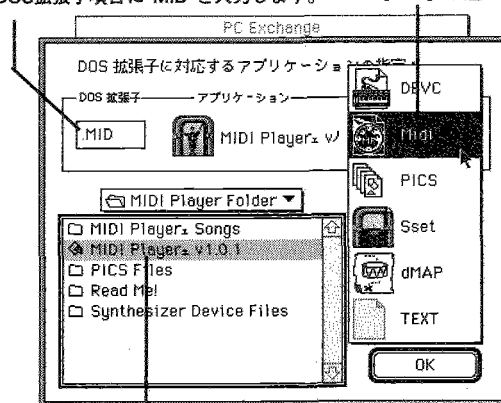 DOS拡張子項目に"MID"を入力します。
PC Exchange
DOS 拡張子に対応するアプリケーションの指定
DOS 拡張子
アプリケーション
.MID
MIDI Player
MIDI Player Folder ▼
MIDI Player Songs
MIDI Player v1.0.1
PICS Files
Read Me!
Synthesizer Device Files
DEVC
Midi
PICS
Sset
dMAP
TEXT
OK